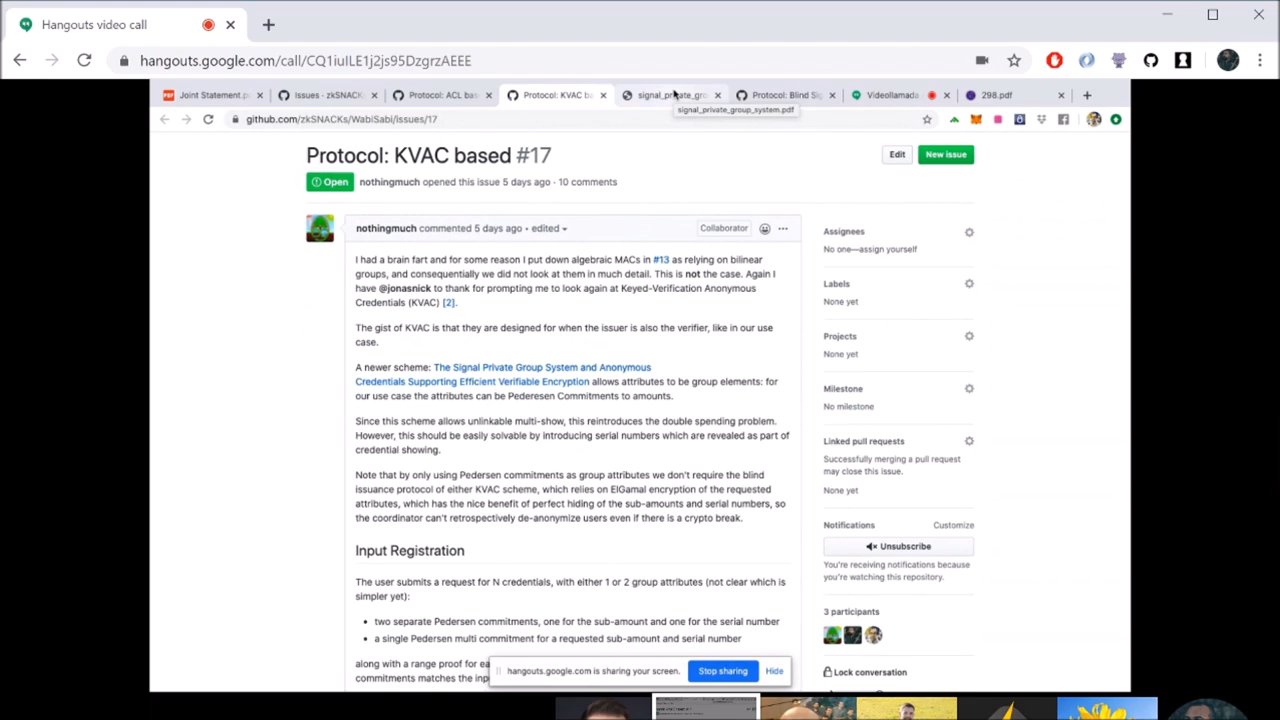 Hangouts video call
hangouts.google.com/call/CQ1iuILE1j2js95DzgrzAEEE
Joint Statement.p
Issues · zkSNACK
Protocol: ACL bas
Protocol: KVAC ba
signal_private_gro
Protocol: Blind Sig
Videollamada
298.pdf
signal_private_group_system.pdf
github.com/zkSNACKs/WabiSabi/issues/17
Protocol: KVAC based #17
Edit
New issue
Open
nothingmuch opened this issue 5 days ago · 10 comments
nothingmuch commented 5 days ago • edited
Collaborator
I had a brain fart and for some reason I put down algebraic MACs in #13 as relying on bilinear
groups, and consequentially we did not look at them in much detail. This is not the case. Again I
have @jonasnick to thank for prompting me to look again at Keyed-Verification Anonymous
Credentials (KVAC) [2].
The gist of KVAC is that they are designed for when the issuer is also the verifier, like in our use
case.
A newer scheme: The Signal Private Group System and Anonymous
Credentials Supporting Efficient Verifiable Encryption allows attributes to be group elements: for
our use case the attributes can be Pederesen Commitments to amounts.
Since this scheme allows unlinkable multi-show, this reintroduces the double spending problem.
However, this should be easily solvable by introducing serial numbers which are revealed as part of
credential showing.
Note that by only using Pedersen commitments as group attributes we don't require the blind
issuance protocol of either KVAC scheme, which relies on ElGamal encryption of the requested
attributes, which has the nice benefit of perfect hiding of the sub-amounts and serial numbers, so
the coordinator can't retrospectively de-anonymize users even if there is a crypto break.
Input Registration
The user submits a request for N credentials, with either 1 or 2 group attributes (not clear which is
simpler yet):
• two separate Pedersen commitments, one for the sub-amount and one for the serial number
• a single Pedersen multi commitment for a requested sub-amount and serial number
along with a range proof for ea
commitments matches the inp
Assignees
No one—assign yourself
Labels
None yet
Projects
None yet
Milestone
No milestone
Linked pull requests
Successfully merging a pull request
may close this issue.
None yet
Notifications
Customize
Unsubscribe
You're receiving notifications because
you're watching this repository.
3 participants
Lock conversation
hangouts.google.com is sharing your screen.
Stop sharing
Hide